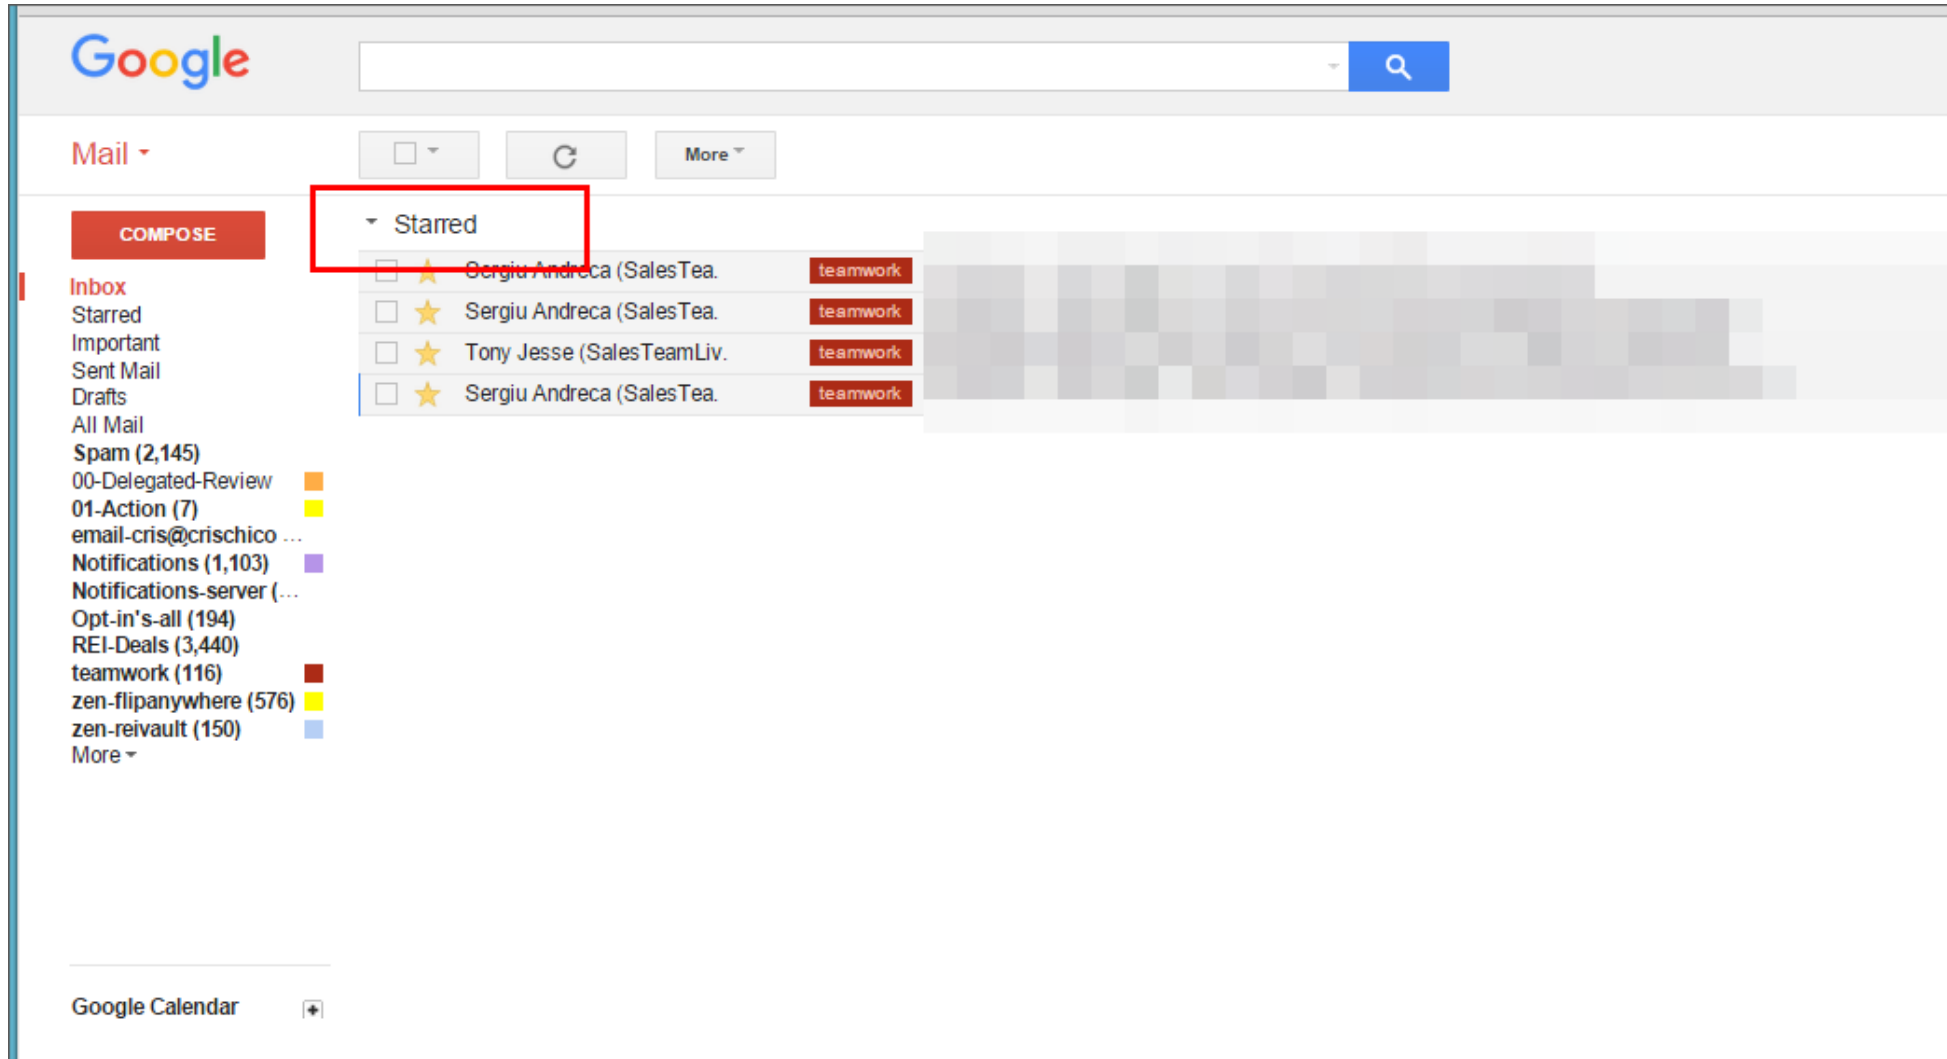 Google
Mail
More
COMPOSE
Starred
Inbox
Starred
Important
Sent Mail
Drafts
All Mail
Spam (2,145)
00-Delegated-Review
01-Action (7)
email-cris@crischico ...
Notifications (1,103)
Notifications-server (...
Opt-in's-all (194)
REI-Deals (3,440)
teamwork (116)
zen-flipanywhere (576)
zen-reivault (150)
More
Sergiu Andreca (SalesTea. teamwork
Sergiu Andreca (SalesTea. teamwork
Tony Jesse (SalesTeamLiv. teamwork
Sergiu Andreca (SalesTea. teamwork
Google Calendar